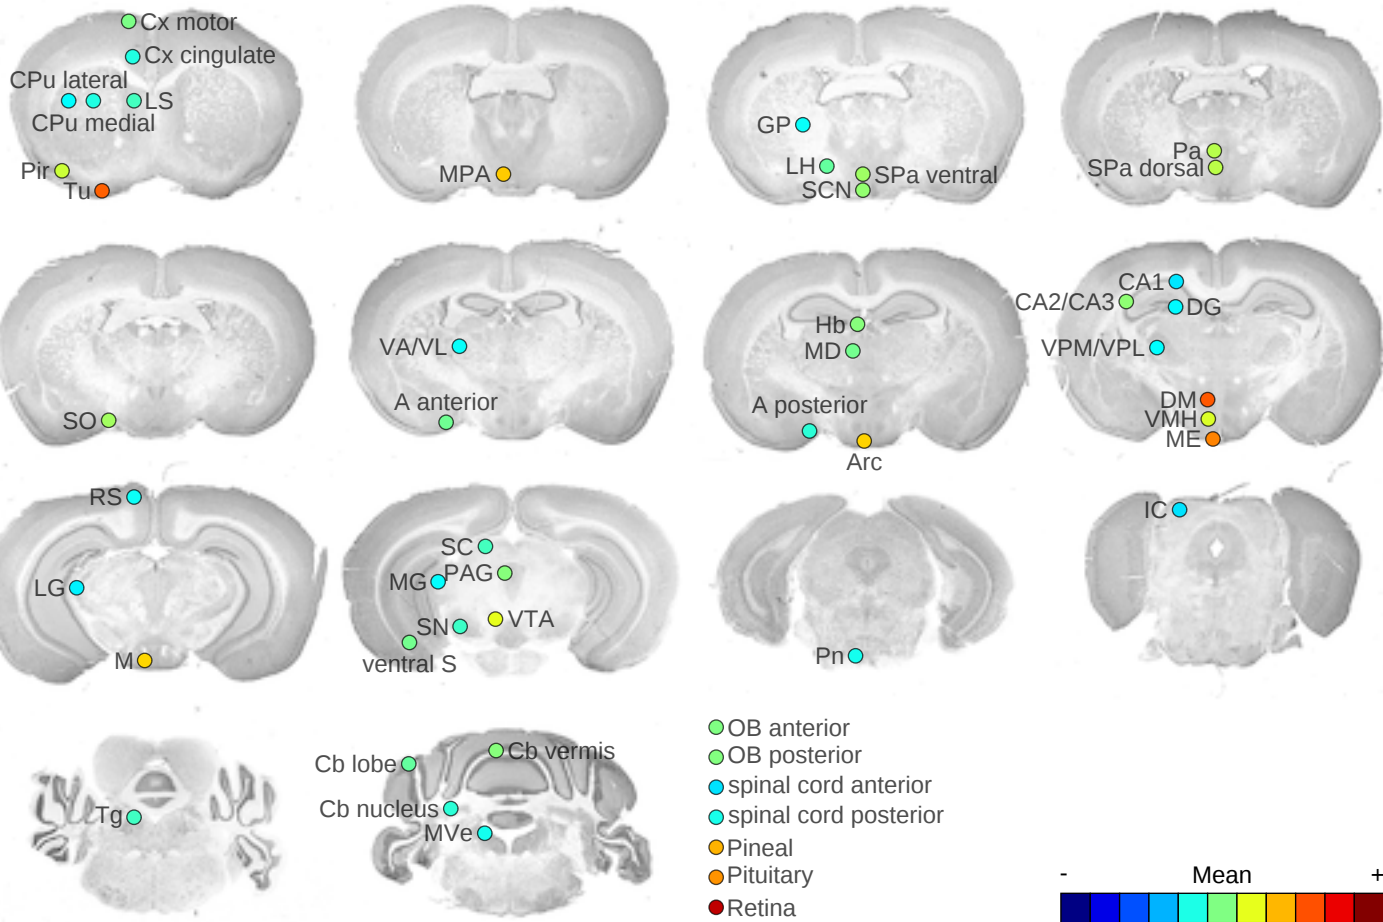 Cx motor
Cx cingulate
CPu lateral
LS
CPu medial
Pir
Tu
MPA
GP
LH
SPa ventral
SCN
Pa
SPa dorsal
SO
VA/VL
A anterior
Hb
MD
A posterior
Arc
CA1
CA2/CA3
DG
VPM/VPL
DM
VMH
ME
RS
LG
M
SC
MG
PAG
SN
VTA
ventral S
Pn
IC
Tg
Cb lobe
Cb vermis
Cb nucleus
MVe
OB anterior
OB posterior
spinal cord anterior
spinal cord posterior
Pineal
Pituitary
Retina
- Mean +